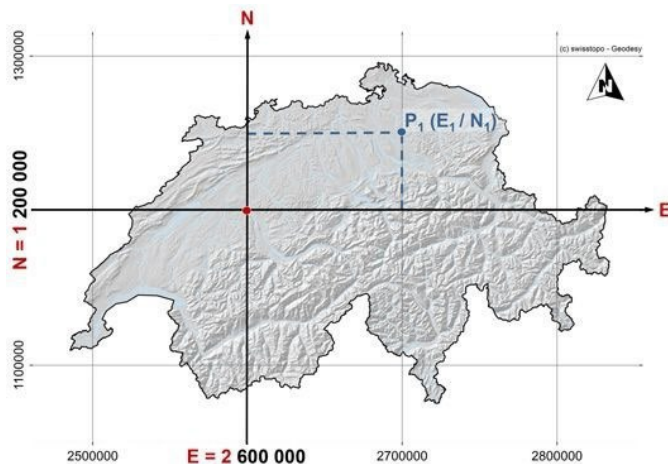 N
1300000
(c) swisstopo - Geodesy
N
P₁ (E₁ / N₁)
N = 1 200 000
E
1100000
2500000
E = 2 600 000
2700000
2800000